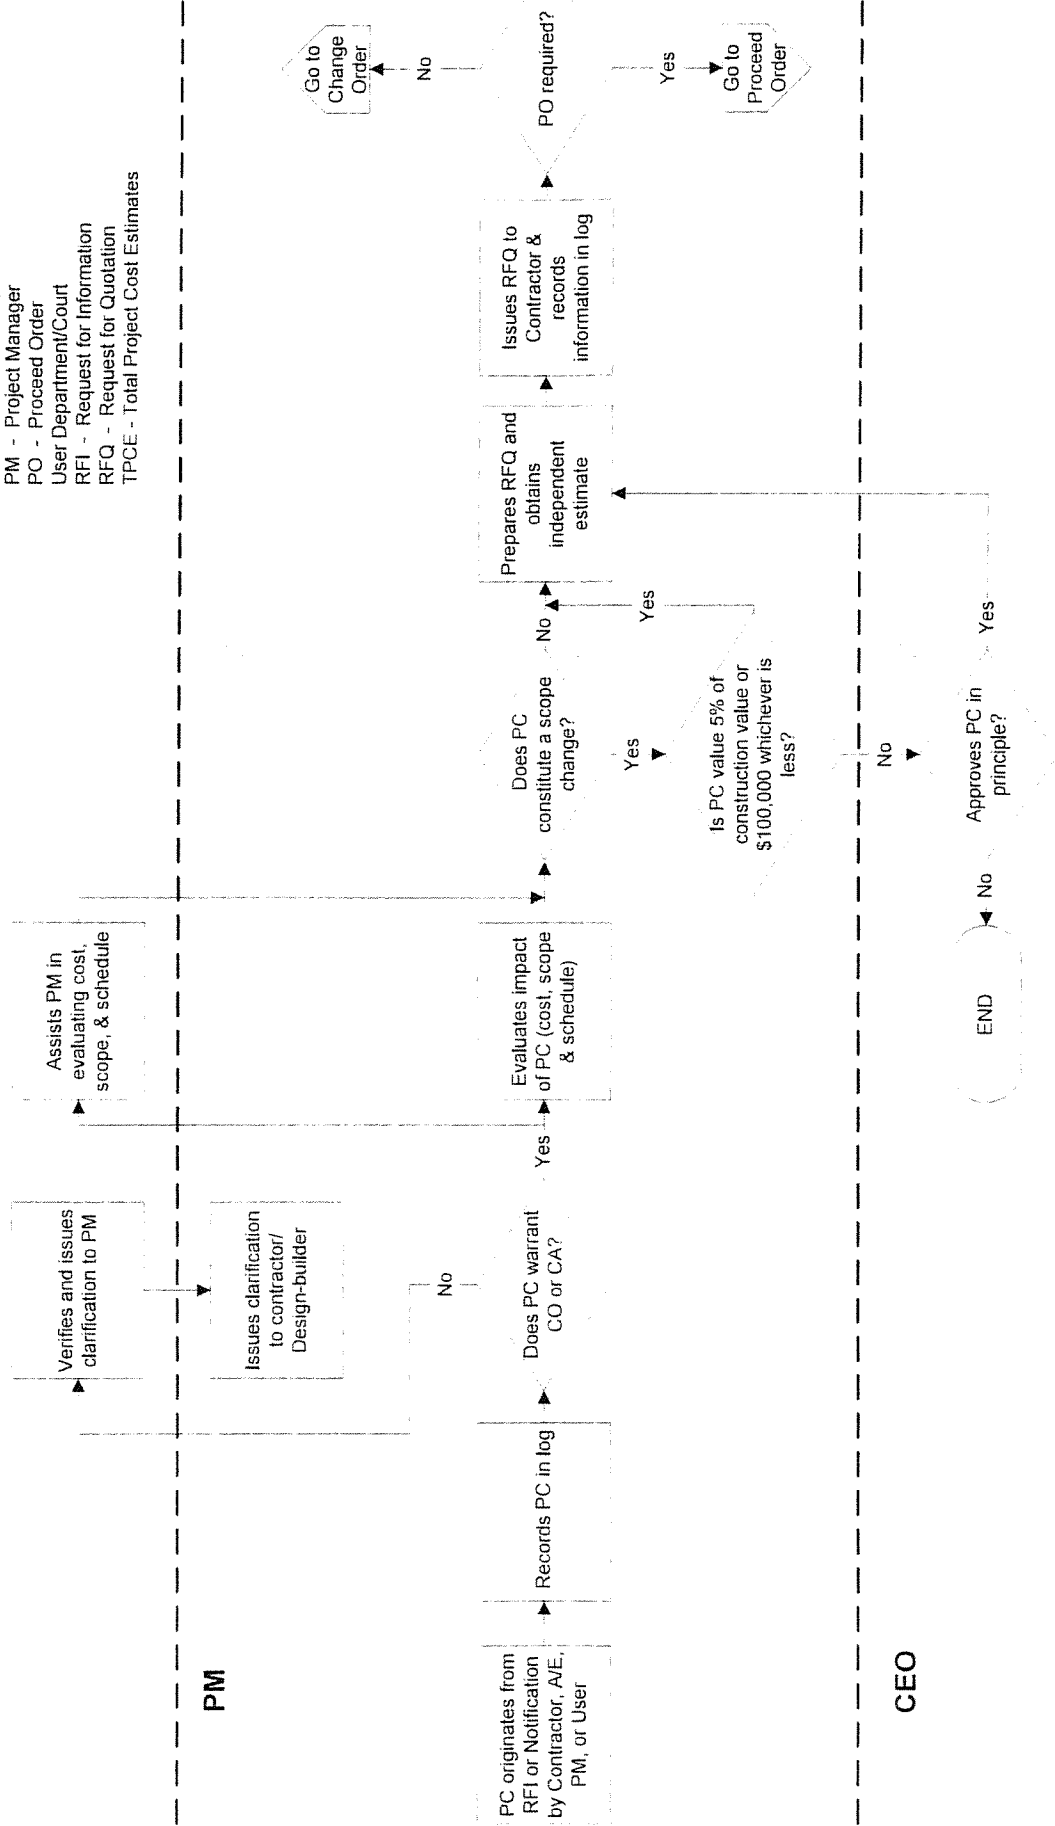 PM - Project Manager
PO - Proceed Order
User Department/Court
RFI - Request for Information
RFQ - Request for Quotation
TPCE - Total Project Cost Estimates
Verifies and issues
clarification to PM
Assists PM in
evaluating cost,
scope, & schedule
PM
Issues clarification
to contractor/
Design-builder
Go to
Change
Order
No
No
PC originates from
RFI or Notification
by Contractor, A/E,
PM, or User
Records PC in log
Does PC warrant
CO or CA?
Yes
Evaluates impact
of PC (cost, scope
& schedule)
Does PC
constitute a scope
change?
No
Prepares RFQ and
obtains
independent
estimate
Issues RFQ to
Contractor &
records
information in log
PO required?
Yes
Yes
Yes
Is PC value 5% of
construction value or
$100,000 whichever is
less?
Go to
Proceed
Order
No
CEO
END
No
Approves PC in
principle?
Yes